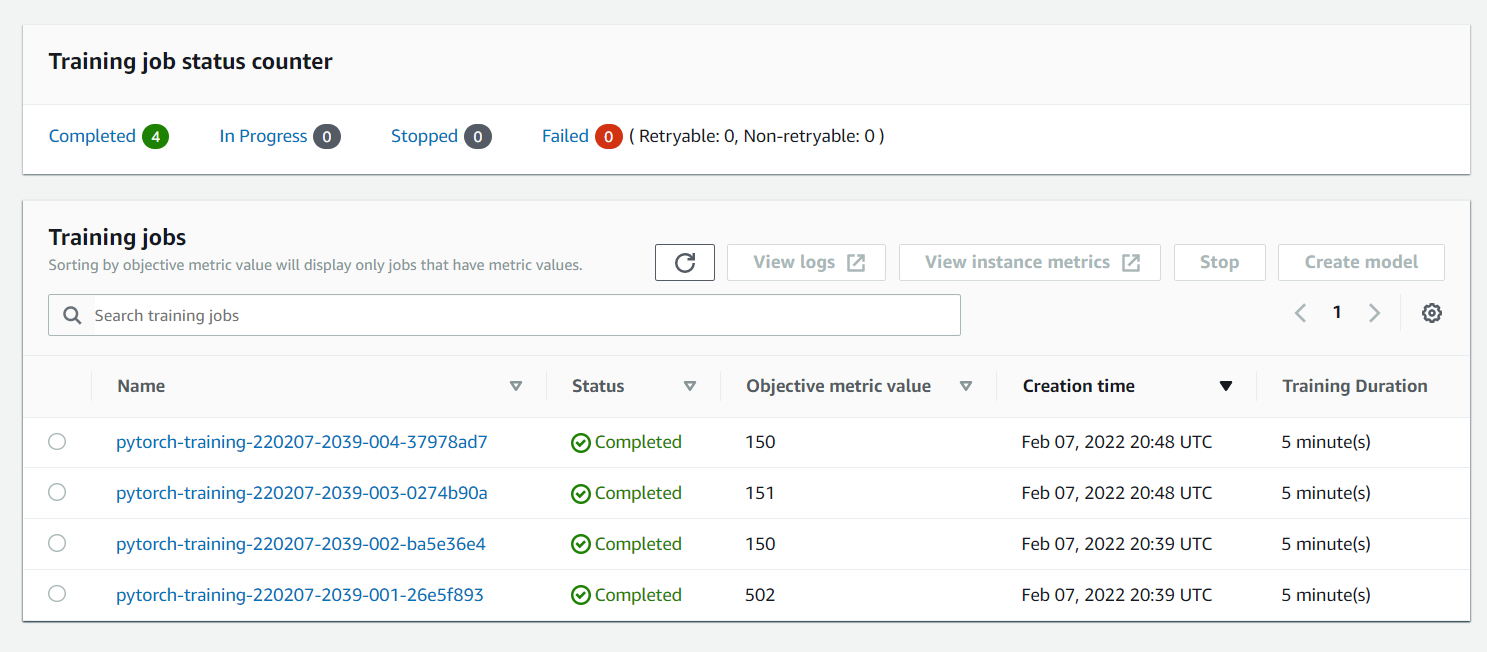 Training job status counter
Completed 4 In Progress 0 Stopped 0 Failed 0 ( Retryable: 0, Non-retryable: 0 )
Training jobs
Sorting by objective metric value will display only jobs that have metric values.
View logs View instance metrics Stop Create model
Search training jobs 1
Name Status Objective metric value Creation time Training Duration
pytorch-training-220207-2039-004-37978ad7 Completed 150 Feb 07, 2022 20:48 UTC 5 minute(s)
pytorch-training-220207-2039-003-0274b90a Completed 151 Feb 07, 2022 20:48 UTC 5 minute(s)
pytorch-training-220207-2039-002-ba5e36e4 Completed 150 Feb 07, 2022 20:39 UTC 5 minute(s)
pytorch-training-220207-2039-001-26e5f893 Completed 502 Feb 07, 2022 20:39 UTC 5 minute(s)